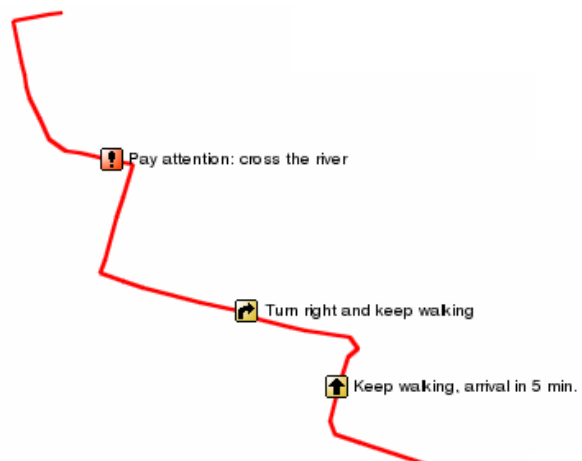 Pay attention: cross the river
Turn right and keep walking
Keep walking, arrival in 5 min.